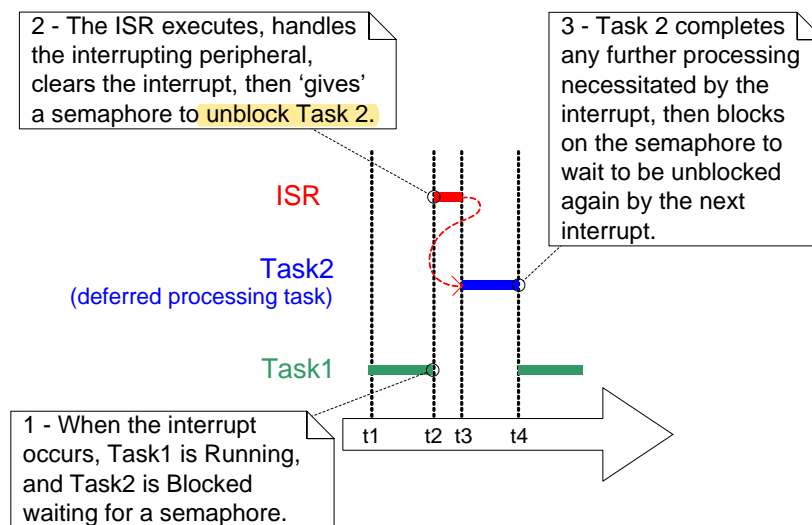 2 - The ISR executes, handles
the interrupting peripheral,
clears the interrupt, then ‘gives’
a semaphore to unblock Task 2.
3 - Task 2 completes
any further processing
necessitated by the
interrupt, then blocks
on the semaphore to
wait to be unblocked
again by the next
interrupt.
ISR
Task2
(deferred processing task)
Task1
1 - When the interrupt
occurs, Task1 is Running,
and Task2 is Blocked
waiting for a semaphore.
t1 t2 t3 t4